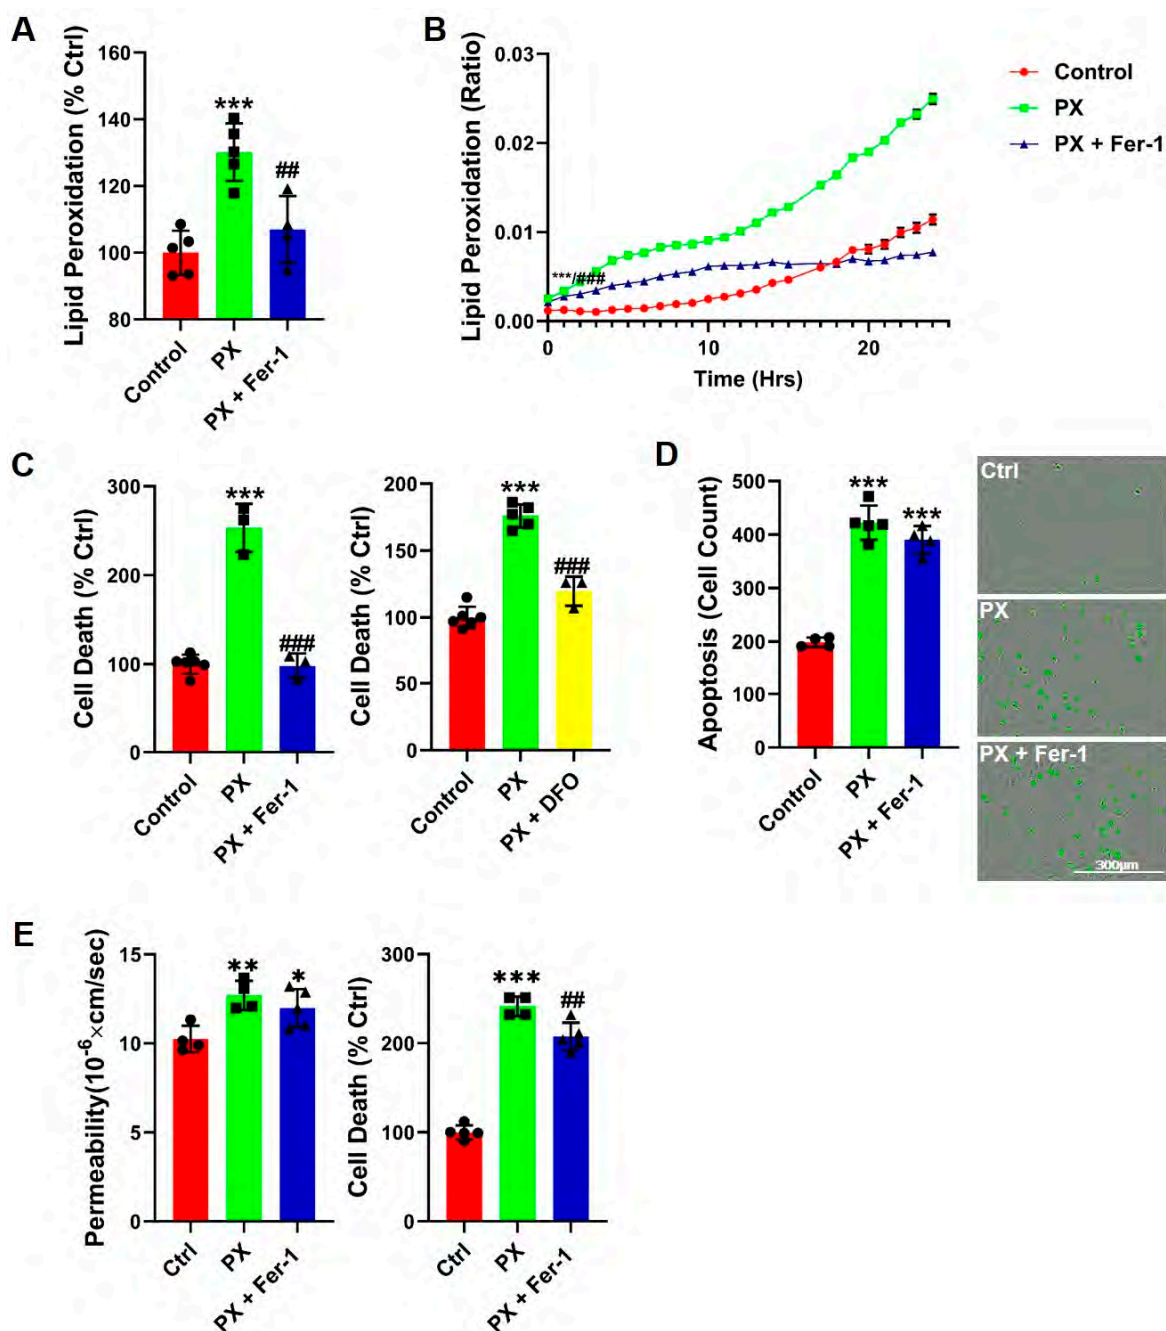 A
Lipid Peroxidation (% Ctrl)
160
140
120
100
80
***
##
Control
PX
PX + Fer-1
B
Lipid Peroxidation (Ratio)
0.03
0.02
0.01
0.00
***/###
0
10
20
Time (Hrs)
Control
PX
PX + Fer-1
C
Cell Death (% Ctrl)
300
200
100
0
***
###
Control
PX
PX + Fer-1
Cell Death (% Ctrl)
200
150
100
50
0
***
###
Control
PX
PX + DFO
D
Apoptosis (Cell Count)
500
400
300
200
100
0
***
***
Control
PX
PX + Fer-1
Ctrl
PX
PX + Fer-1
300µm
E
Permeability(10⁻⁶×cm/sec)
15
10
5
0
**
*
Ctrl
PX
PX + Fer-1
Cell Death (% Ctrl)
300
200
100
0
***
##
Ctrl
PX
PX + Fer-1